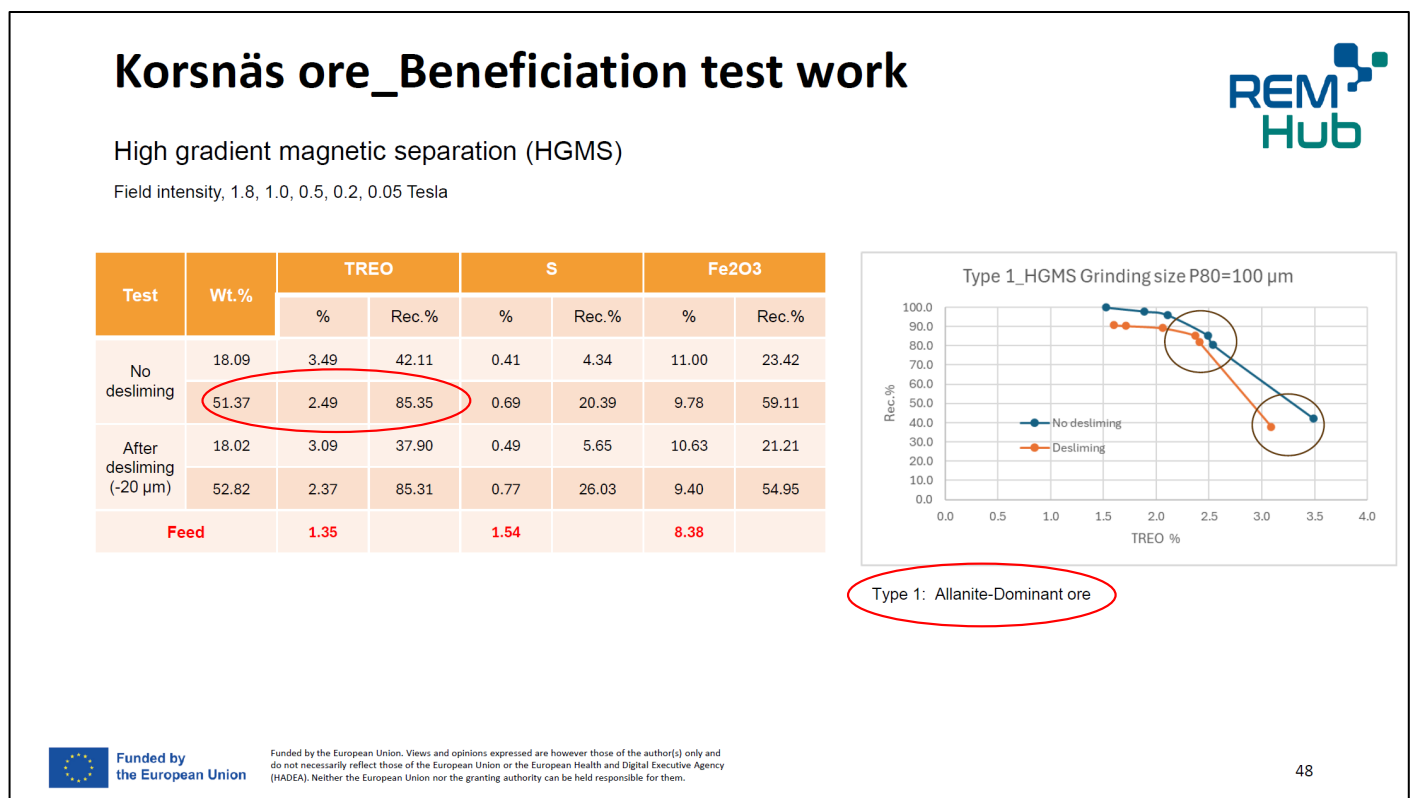 Korsnäs ore_Beneficiation test work
REM
Hub
High gradient magnetic separation (HGMS)
Field intensity, 1.8, 1.0, 0.5, 0.2, 0.05 Tesla
Test Wt.% TREO S Fe2O3
% Rec.% % Rec.% % Rec.%
No desliming 18.09 3.49 42.11 0.41 4.34 11.00 23.42
51.37 2.49 85.35 0.69 20.39 9.78 59.11
After desliming (-20 µm) 18.02 3.09 37.90 0.49 5.65 10.63 21.21
52.82 2.37 85.31 0.77 26.03 9.40 54.95
Feed 1.35 1.54 8.38
Type 1_HGMS Grinding size P80=100 µm
100.0
90.0
80.0
70.0
60.0
50.0
40.0
30.0
20.0
10.0
0.0
Rec.%
No desliming
Desliming
0.0 0.5 1.0 1.5 2.0 2.5 3.0 3.5 4.0
TREO %
Type 1: Allanite-Dominant ore
Funded by
the European Union
Funded by the European Union. Views and opinions expressed are however those of the author(s) only and
do not necessarily reflect those of the European Union or the European Health and Digital Executive Agency
(HADEA). Neither the European Union nor the granting authority can be held responsible for them.
48